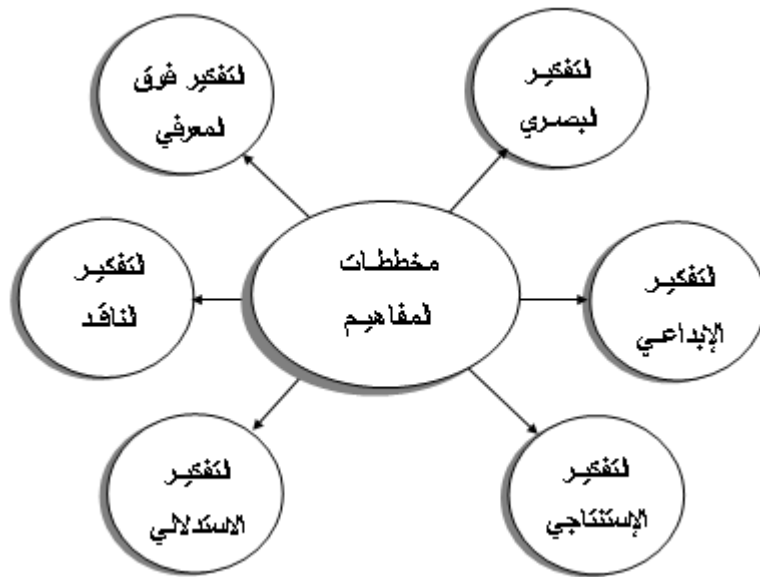 لتفكير
لبصري
لتفكير فوق
لمعرفي
مخططات
لمفاهيم
لتفكير
الإبداعي
لتفكير
لناقد
لتفكير
الإستنتاجي
لتفكير
الاستدلالي